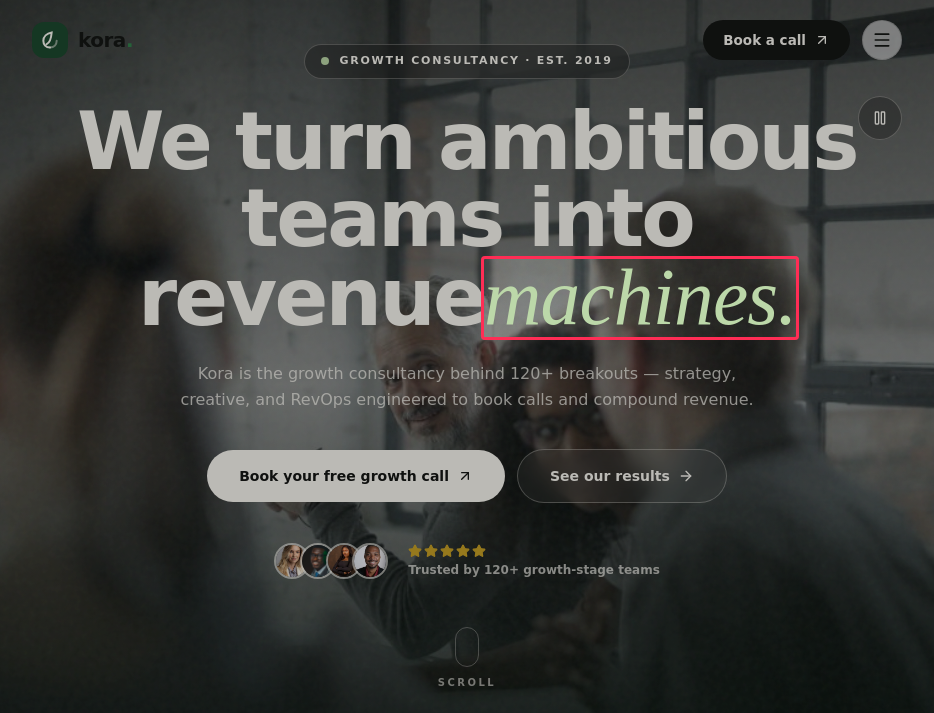 kora.
Book a call
GROWTH CONSULTANCY · EST. 2019
We turn ambitious
teams into
revenue machines.
Kora is the growth consultancy behind 120+ breakouts — strategy,
creative, and RevOps engineered to book calls and compound revenue.
Book your free growth call
See our results
Trusted by 120+ growth-stage teams
SCROLL